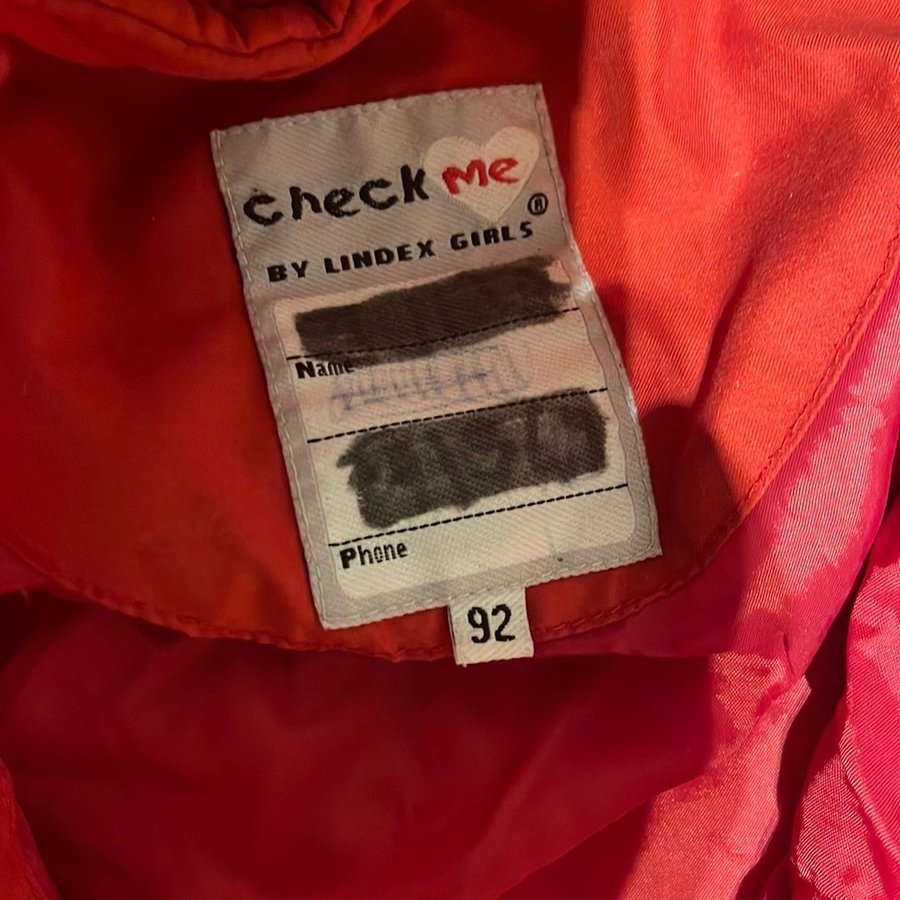 check me ®
BY LINDEX GIRLS
Name
Phone
92